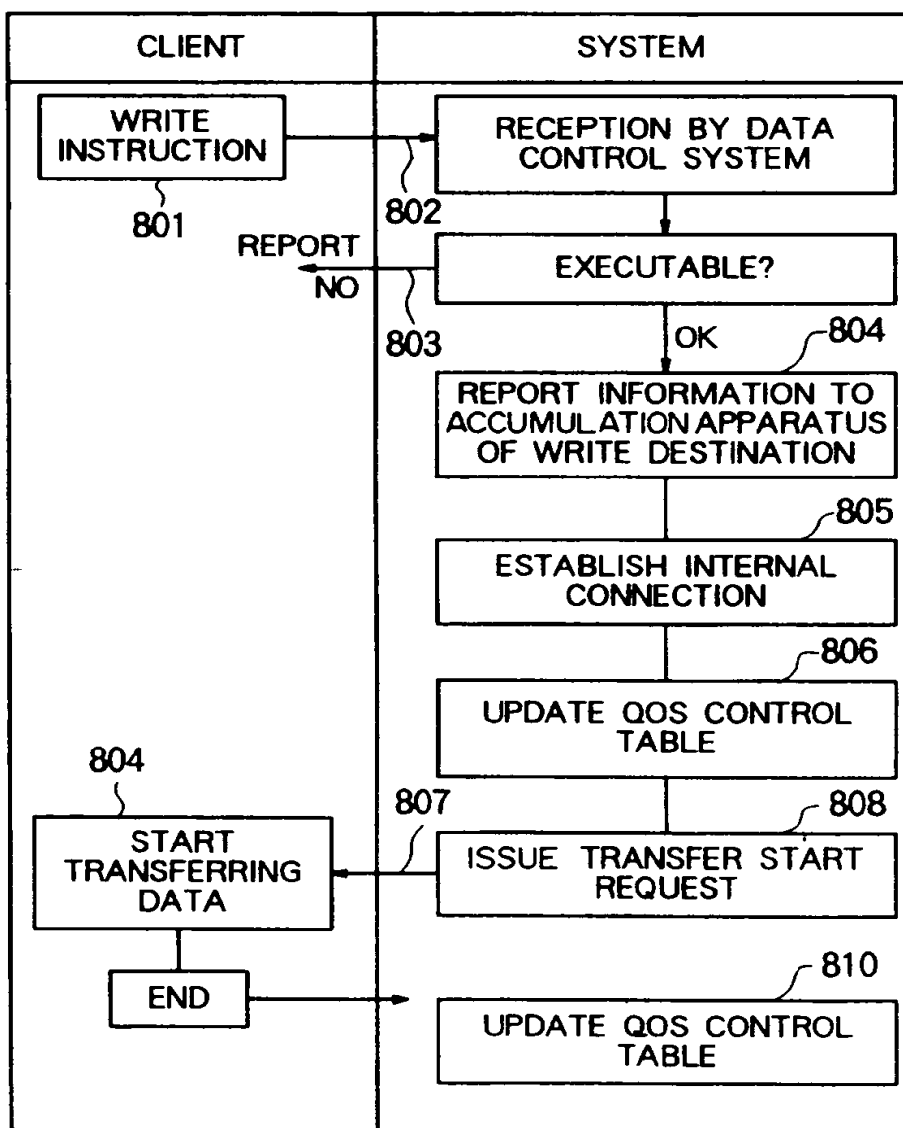 CLIENT
SYSTEM
WRITE
INSTRUCTION
801
802
RECEPTION BY DATA
CONTROL SYSTEM
REPORT
NO
803
EXECUTABLE?
OK
804
REPORT INFORMATION TO
ACCUMULATION APPARATUS
OF WRITE DESTINATION
805
ESTABLISH INTERNAL
CONNECTION
806
UPDATE QOS CONTROL
TABLE
804
START
TRANSFERRING
DATA
807
808
ISSUE TRANSFER START
REQUEST
END
810
UPDATE QOS CONTROL
TABLE